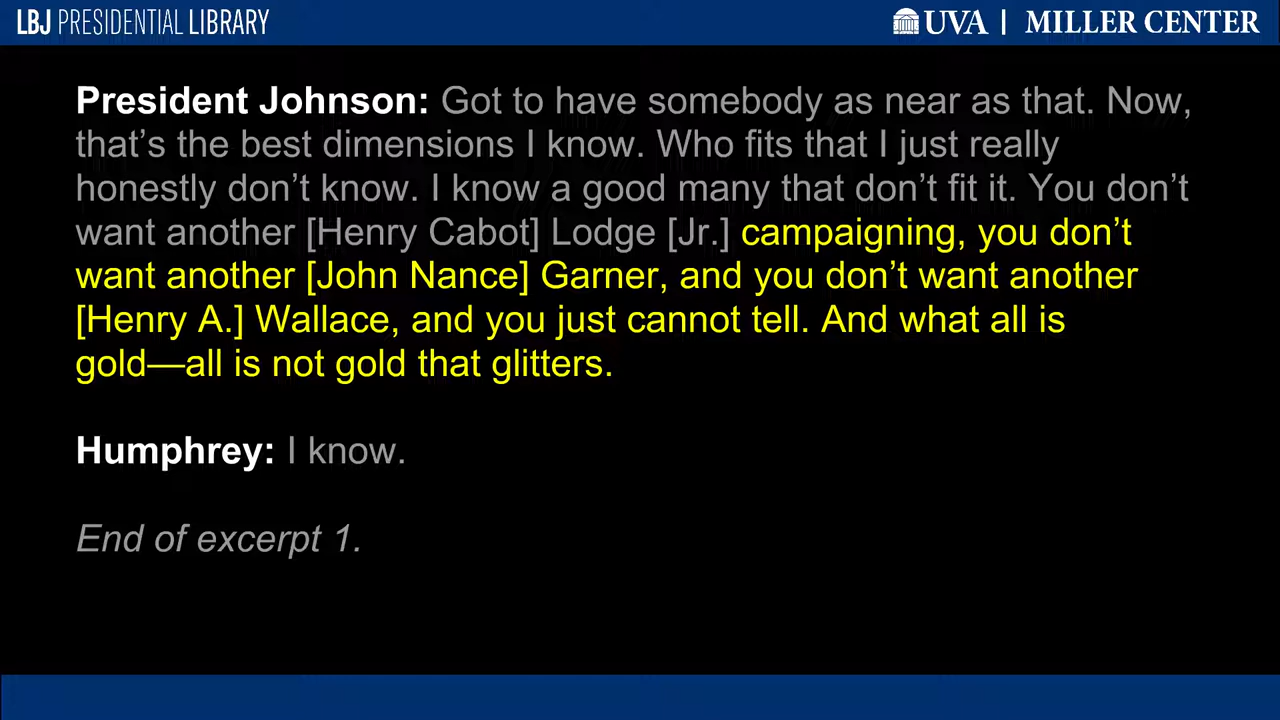 LBJ PRESIDENTIAL LIBRARY
UVA | MILLER CENTER
President Johnson: Got to have somebody as near as that. Now,
that’s the best dimensions I know. Who fits that I just really
honestly don’t know. I know a good many that don’t fit it. You don’t
want another [Henry Cabot] Lodge [Jr.] campaigning, you don’t
want another [John Nance] Garner, and you don’t want another
[Henry A.] Wallace, and you just cannot tell. And what all is
gold—all is not gold that glitters.
Humphrey: I know.
End of excerpt 1.